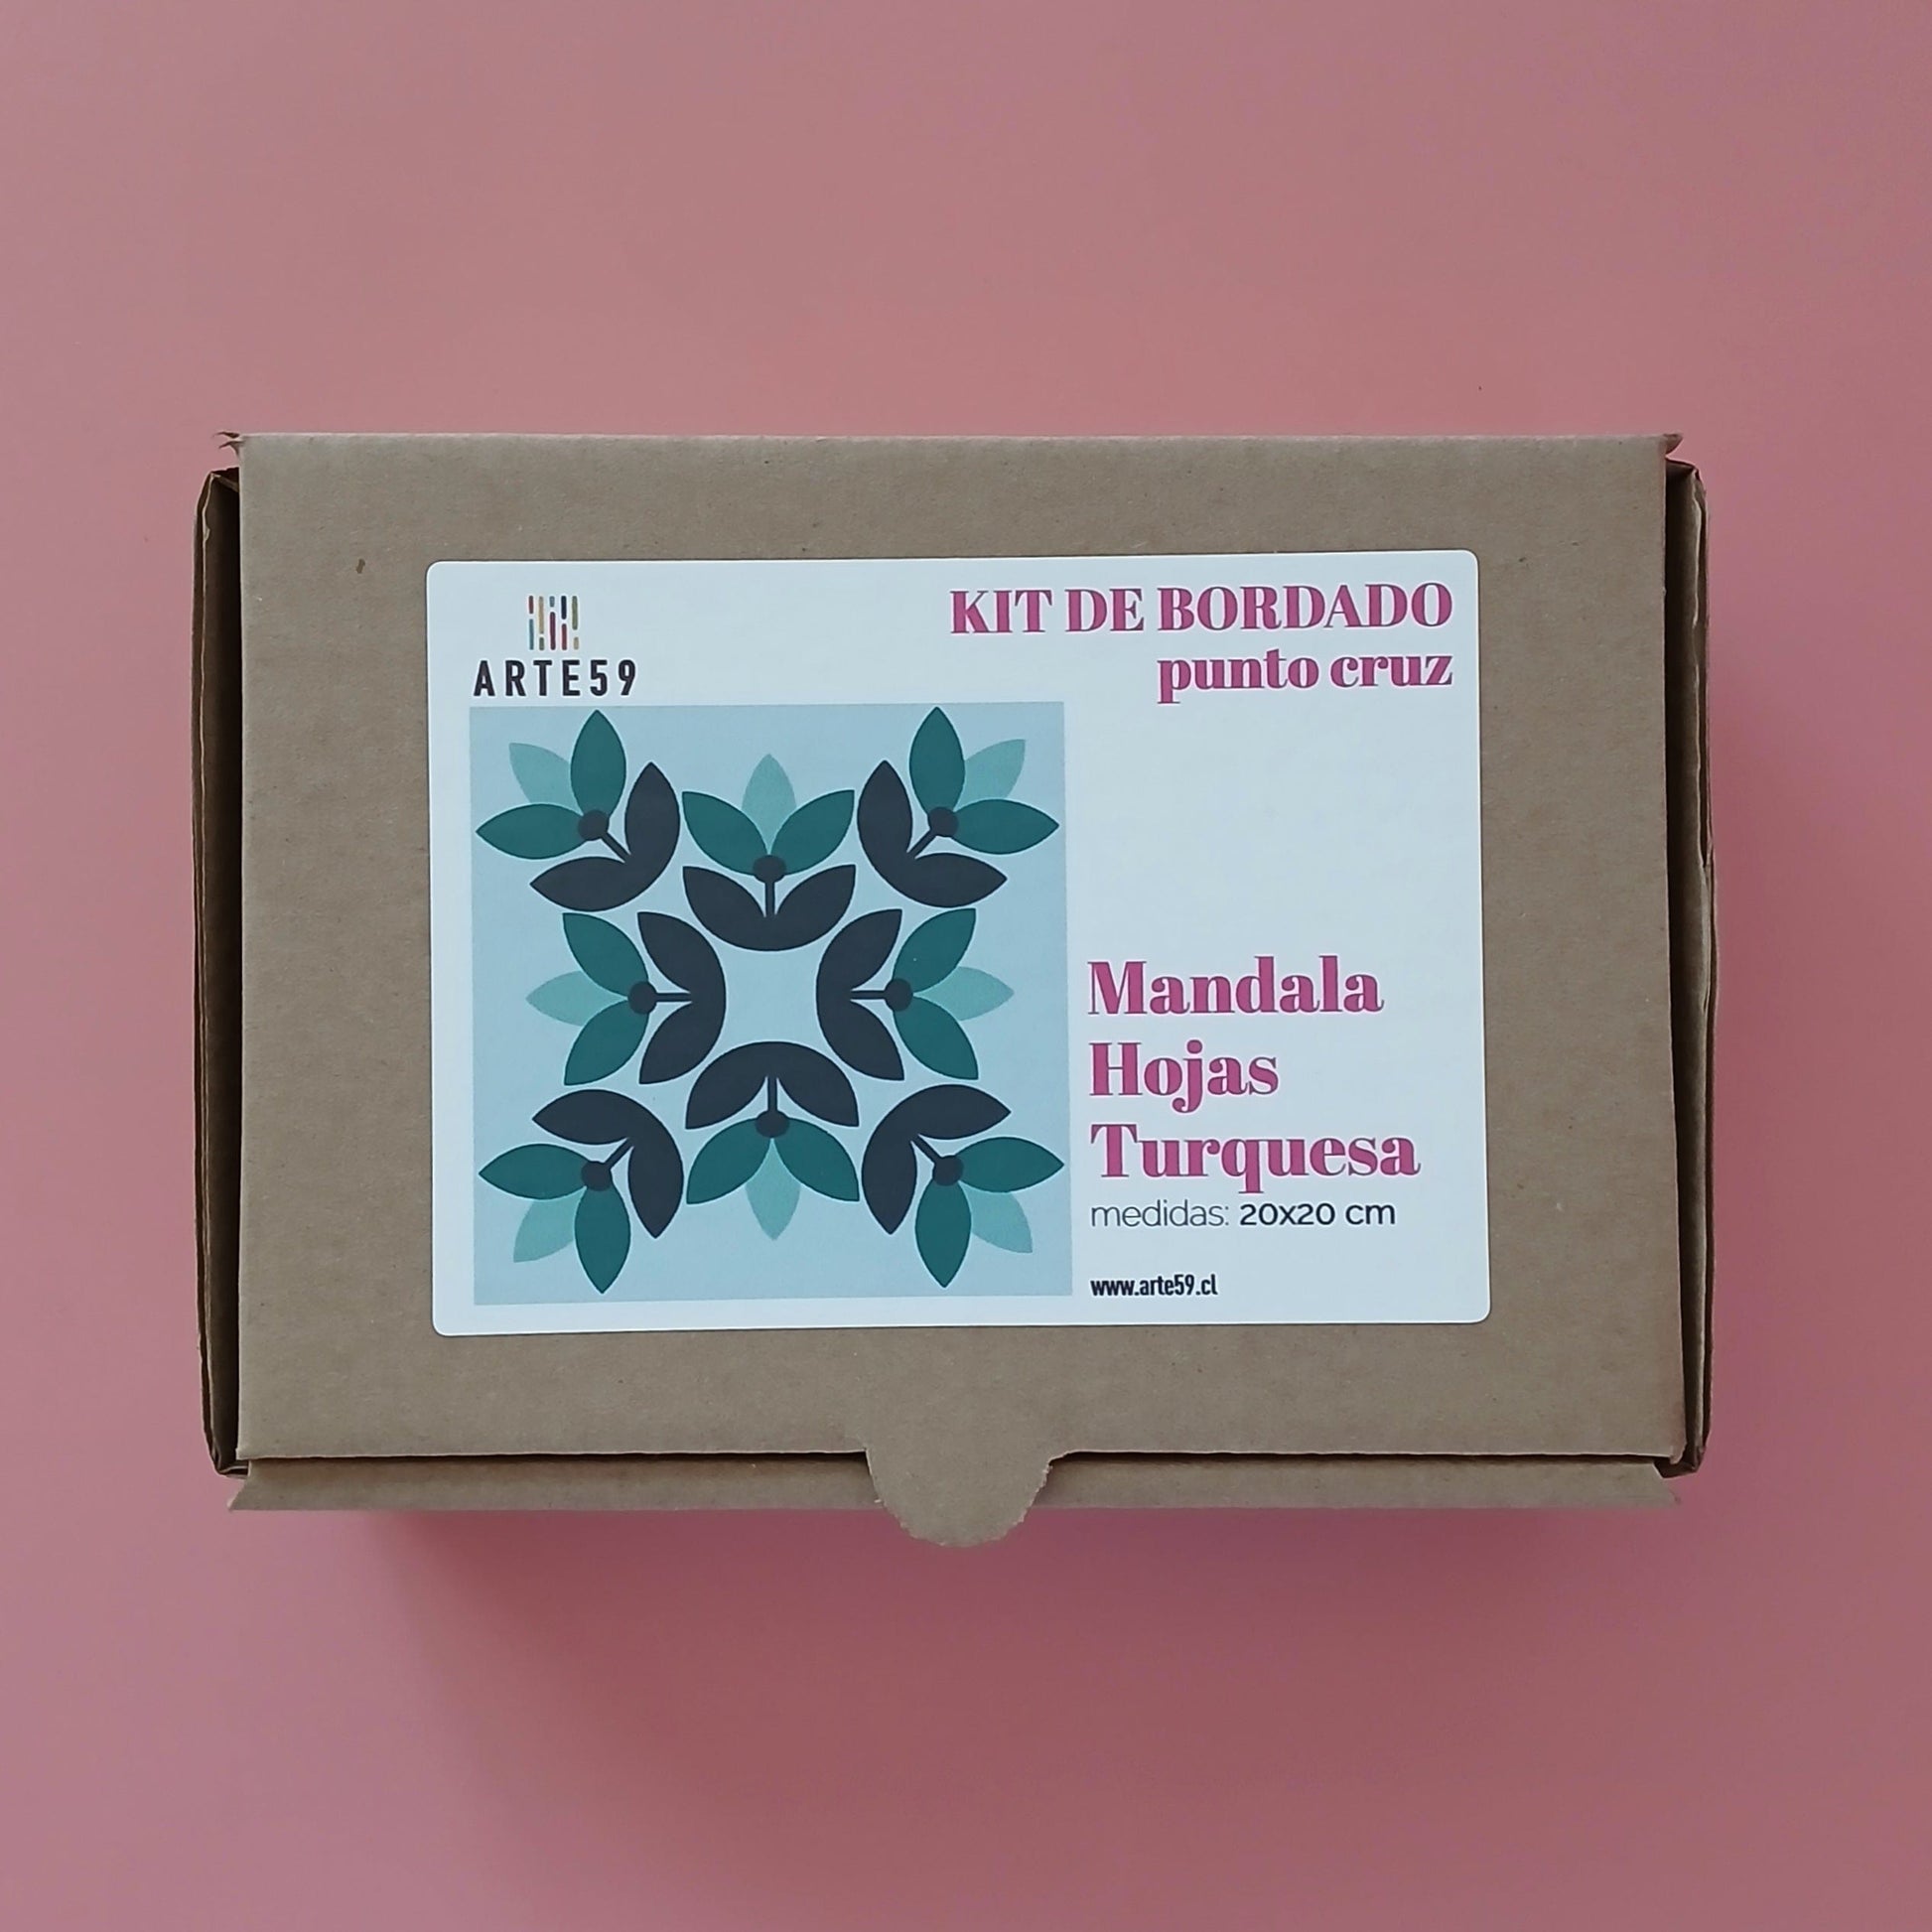 ARTE59
KIT DE BORDADO
punto cruz
Mandala
Hojas
Turquesa
medidas: 20x20 cm
www.arte59.cl